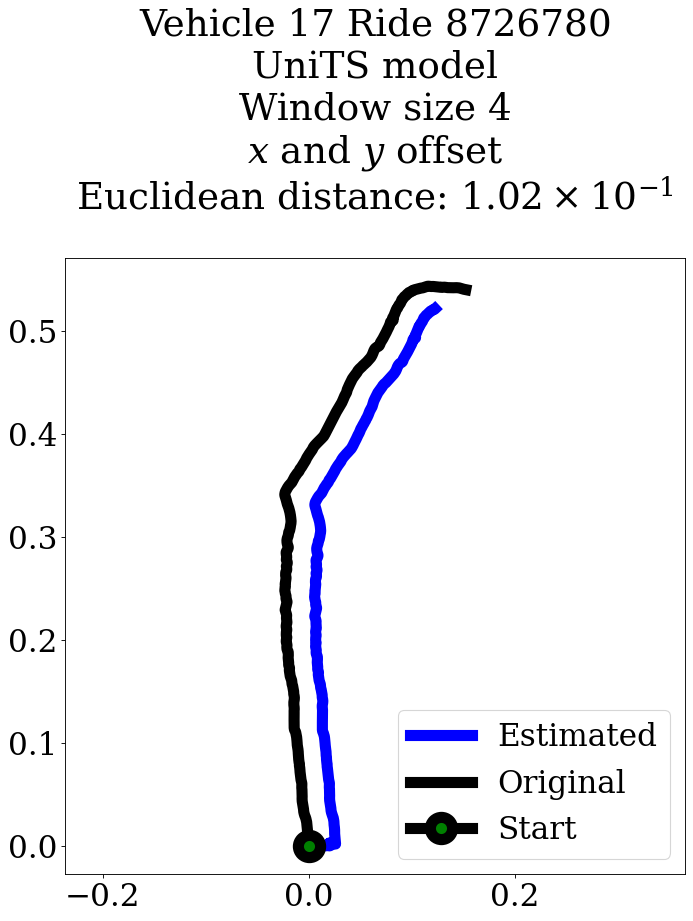 Vehicle 17 Ride 8726780
UniTS model
Window size 4
x and y offset
Euclidean distance: 1.02 × 10⁻¹
0.5
0.4
0.3
0.2
0.1
0.0
−0.2
0.0
0.2
Estimated
Original
Start